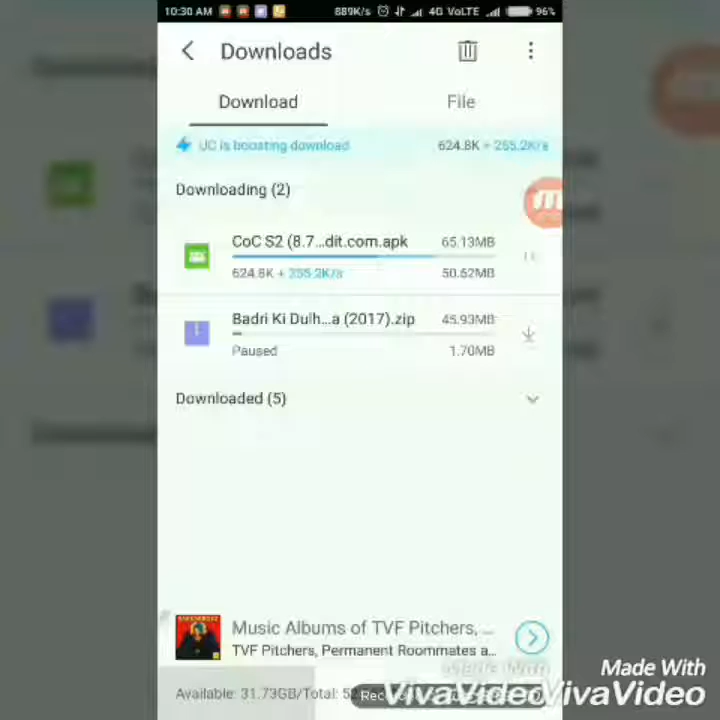 10:30 AM 889K/s 4G VoLTE 96%
Downloads
Download File
UC is boosting download 624.8K + 255.2K/s
Downloading (2)
CoC S2 (8.7...dit.com.apk 65.13MB
624.8K + 255.2K/s 50.62MB
Badri Ki Dulh...a (2017).zip 45.93MB
Paused 1.70MB
Downloaded (5)
Music Albums of TVF Pitchers, ...
TVF Pitchers, Permanent Roommates a...
Made With
Available: 31.73GB/Total:
VivaVideo VivaVideo